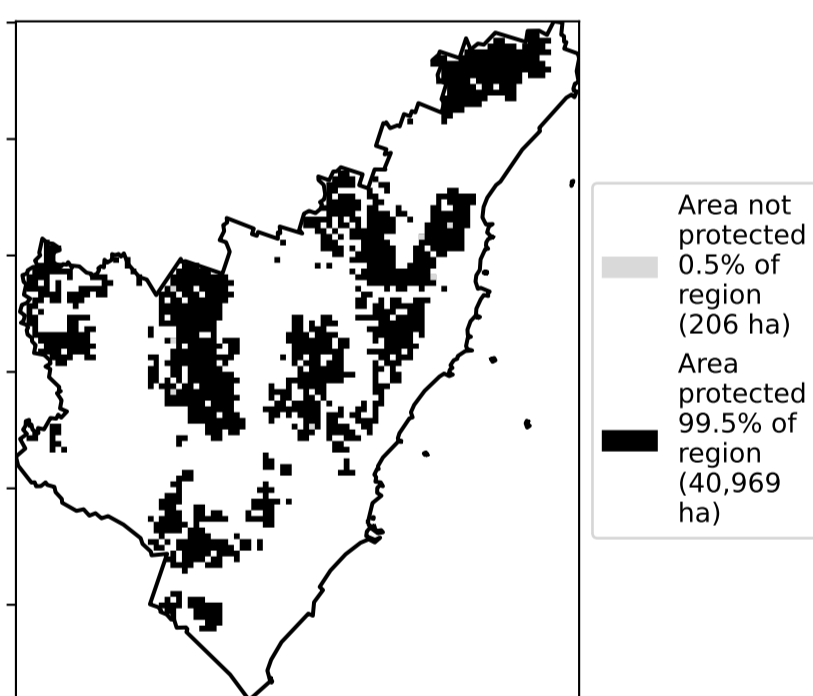 Area not
protected
0.5% of
region
(206 ha)
Area
protected
99.5% of
region
(40,969
ha)